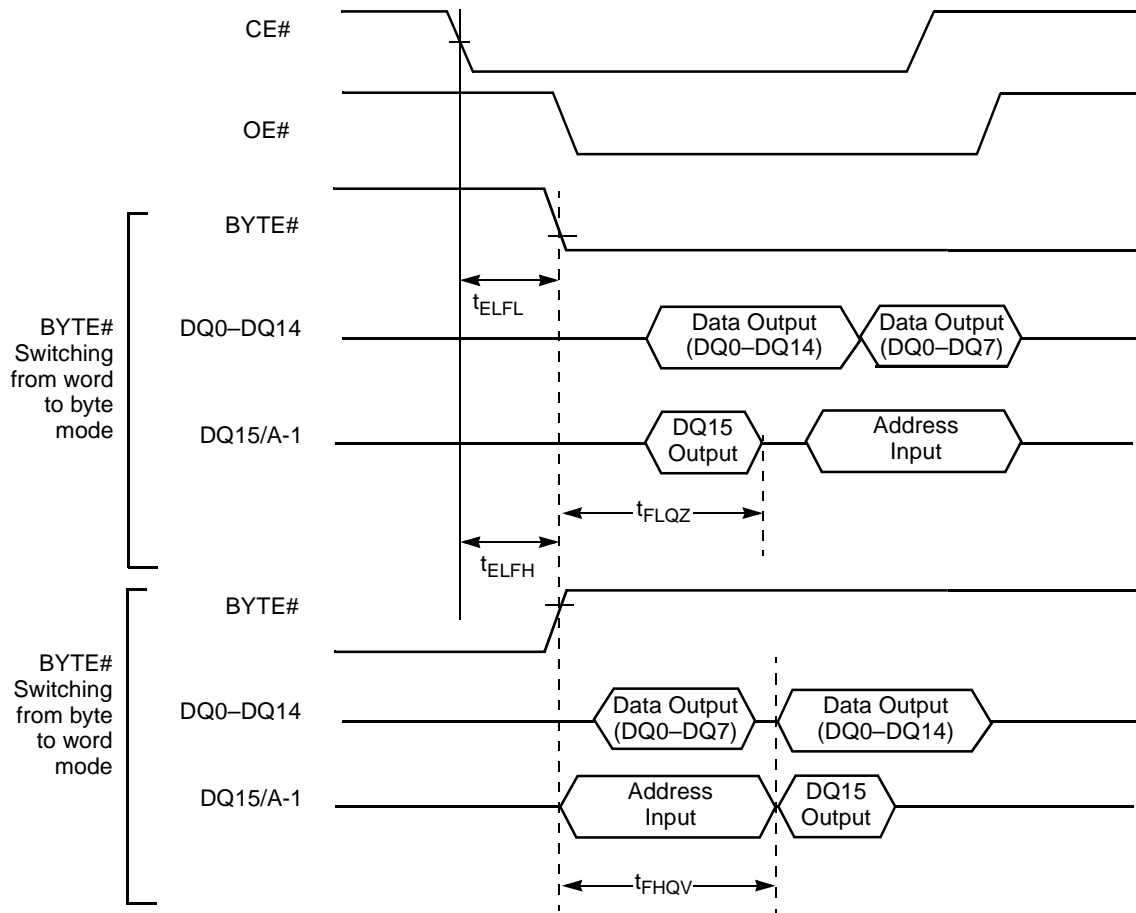 CE#
OE#
BYTE#
tELFL
BYTE#
Switching
from word
to byte
mode
DQ0–DQ14
Data Output
(DQ0–DQ14)
Data Output
(DQ0–DQ7)
DQ15/A-1
DQ15
Output
Address
Input
tFLQZ
tELFH
BYTE#
BYTE#
Switching
from byte
to word
mode
DQ0–DQ14
Data Output
(DQ0–DQ7)
Data Output
(DQ0–DQ14)
DQ15/A-1
Address
Input
DQ15
Output
tFHQV